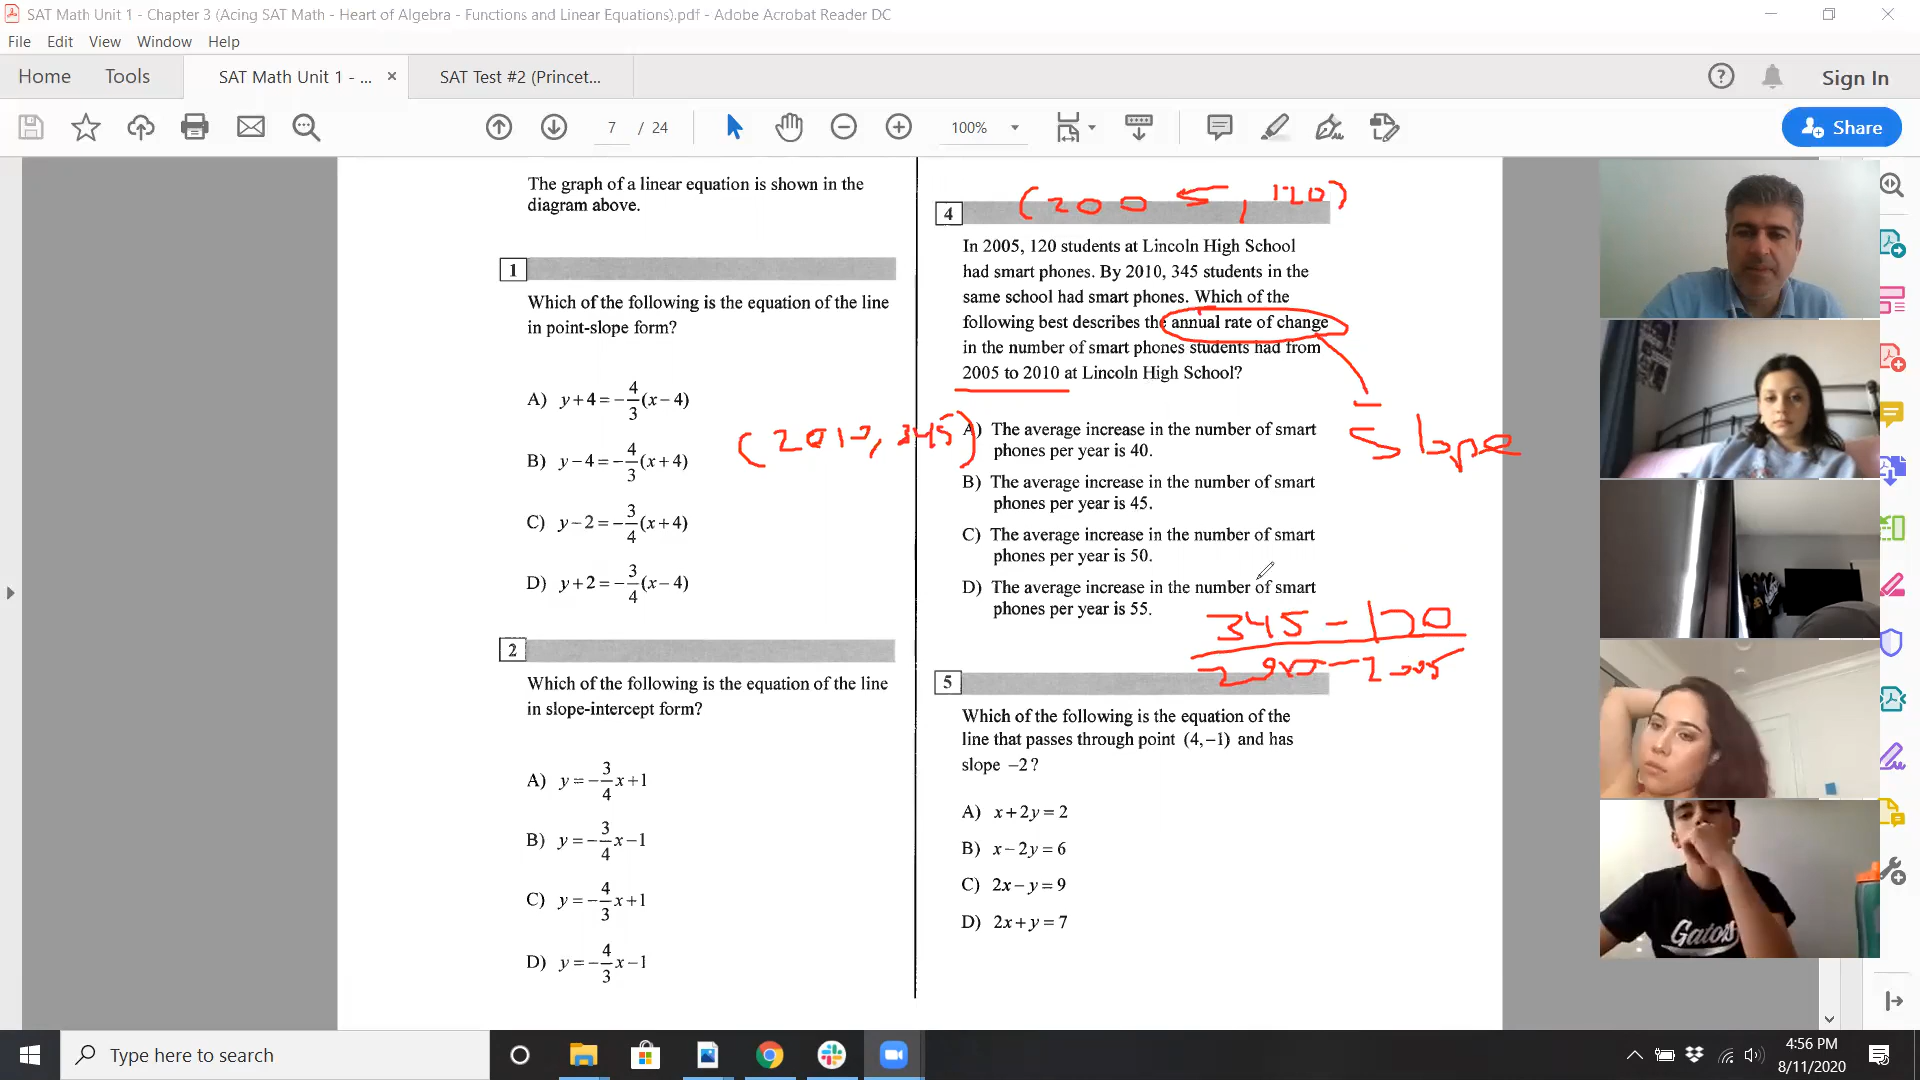 SAT Math Unit 1 - Chapter 3 (Acing SAT Math - Heart of Algebra - Functions and Linear Equations).pdf - Adobe Acrobat Reader DC
File Edit View Window Help
Home Tools SAT Math Unit 1 - ... × SAT Test #2 (Princet... Sign In
7 / 24 100% Share
The graph of a linear equation is shown in the
diagram above.
1
Which of the following is the equation of the line
in point-slope form?
A) y+4=-4/3(x-4)
B) y-4=-4/3(x+4)
C) y-2=-3/4(x+4)
D) y+2=-3/4(x-4)
2
Which of the following is the equation of the line
in slope-intercept form?
A) y=-3/4x+1
B) y=-3/4x-1
C) y=-4/3x+1
D) y=-4/3x-1
(2010, 345)
(2005, 120)
4
In 2005, 120 students at Lincoln High School
had smart phones. By 2010, 345 students in the
same school had smart phones. Which of the
following best describes the annual rate of change
in the number of smart phones students had from
2005 to 2010 at Lincoln High School?
slope
A) The average increase in the number of smart
phones per year is 40.
B) The average increase in the number of smart
phones per year is 45.
C) The average increase in the number of smart
phones per year is 50.
D) The average increase in the number of smart
phones per year is 55.
345-120
2010-2005
5
Which of the following is the equation of the
line that passes through point (4,-1) and has
slope -2?
A) x+2y=2
B) x-2y=6
C) 2x-y=9
D) 2x+y=7
Gators
Type here to search
4:56 PM
8/11/2020